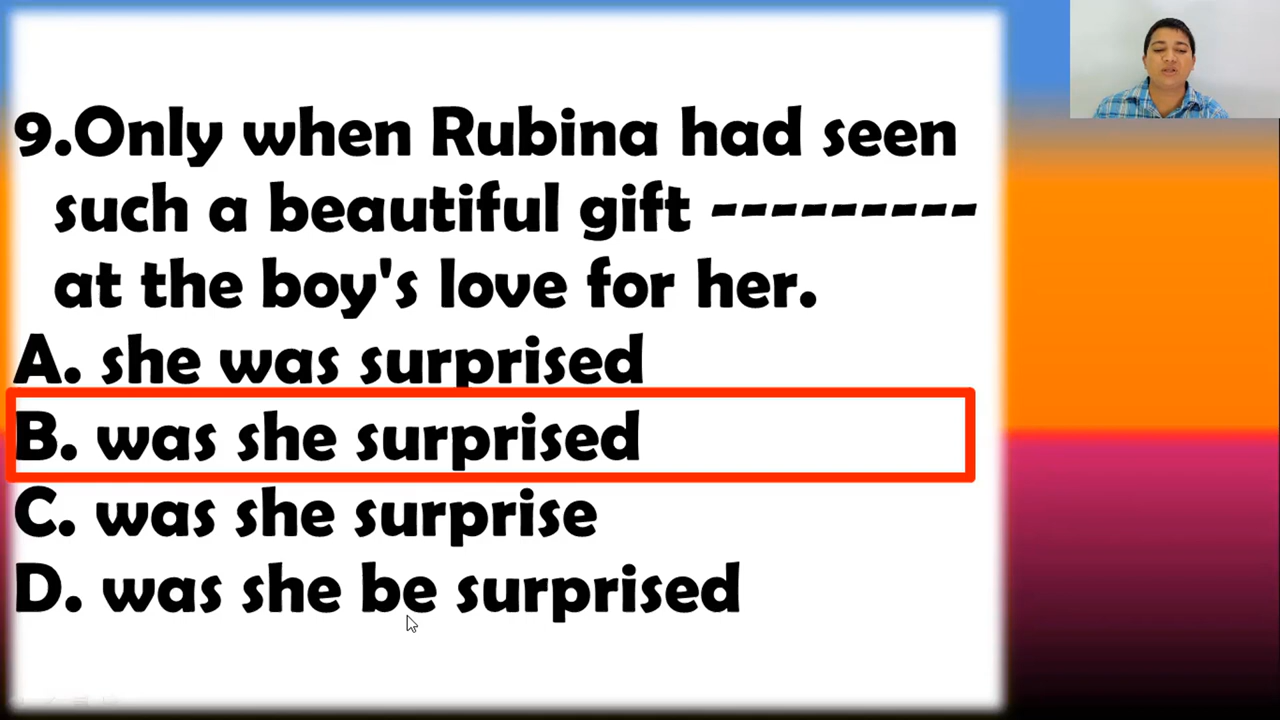 9.Only when Rubina had seen
such a beautiful gift ---------
at the boy's love for her.
A. she was surprised
B. was she surprised
C. was she surprise
D. was she be surprised